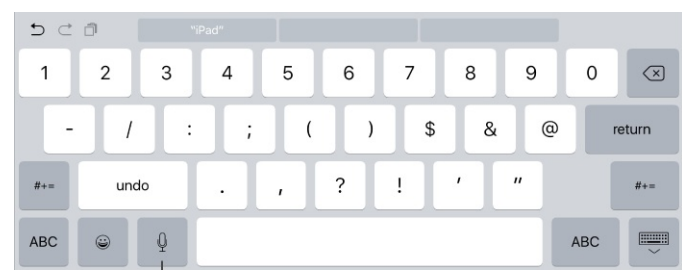 "iPad"
1 2 3 4 5 6 7 8 9 0
- / : ; ( ) $ & @ return
#+= undo . , ? ! ' " #+=
ABC ABC